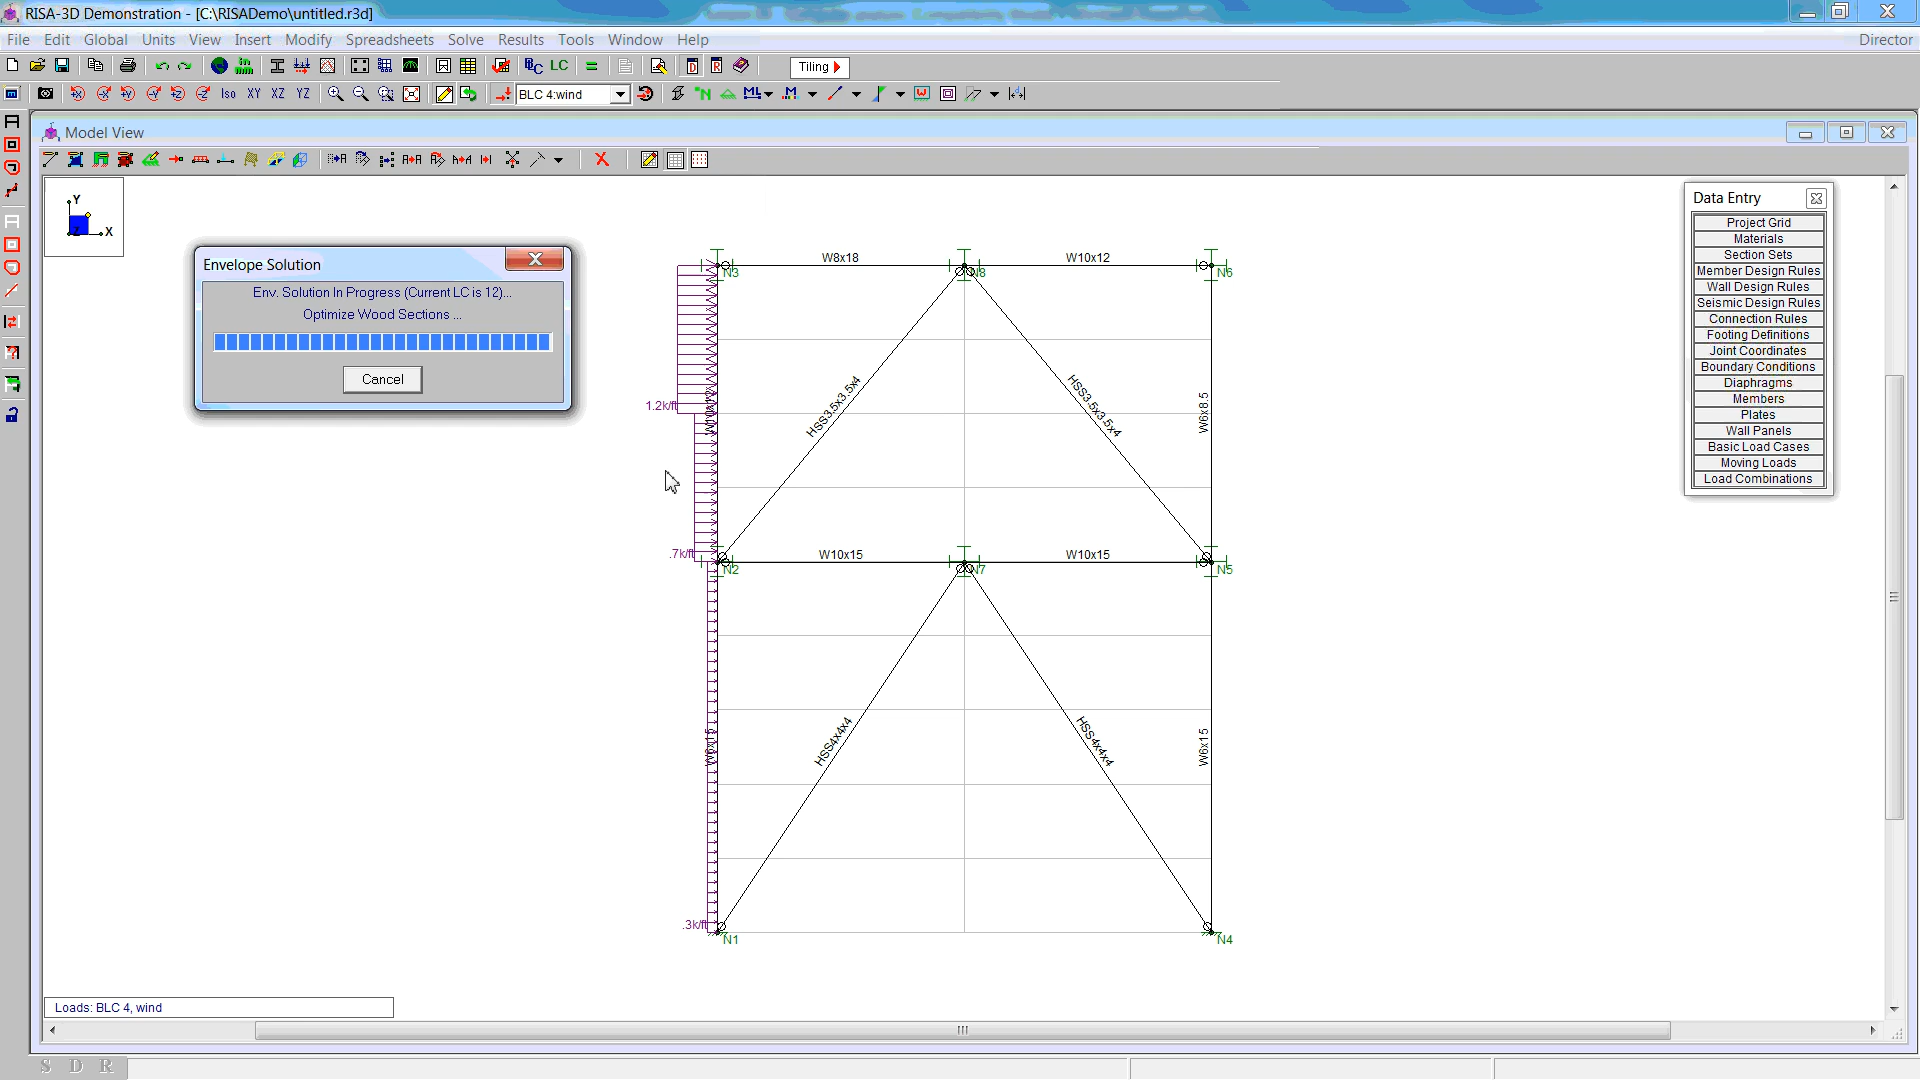 RISA-3D Demonstration - [C:\RISADemo\untitled.r3d]
File Edit Global Units View Insert Modify Spreadsheets Solve Results Tools Window Help Director
BLC LC D R Tiling
Iso XY XZ YZ BLC 4:wind N M M
Model View
Y
Z X
Data Entry
Project Grid
Materials
Section Sets
Member Design Rules
Wall Design Rules
Seismic Design Rules
Connection Rules
Footing Definitions
Joint Coordinates
Boundary Conditions
Diaphragms
Members
Plates
Wall Panels
Basic Load Cases
Moving Loads
Load Combinations
Envelope Solution
Env. Solution In Progress (Current LC is 12)...
Optimize Wood Sections ...
Cancel
W8x18 W10x12
N3 N8 N6
HSS3.5x3.5x4 HSS3.5x3.5x4 W6x8.5
1.2k/ft
.7k/ft
W10x15 W10x15
N2 N7 N5
W6x15 HSS4x4x4 HSS4x4x4 W6x15
.3k/ft
N1 N4
Loads: BLC 4, wind
S D R